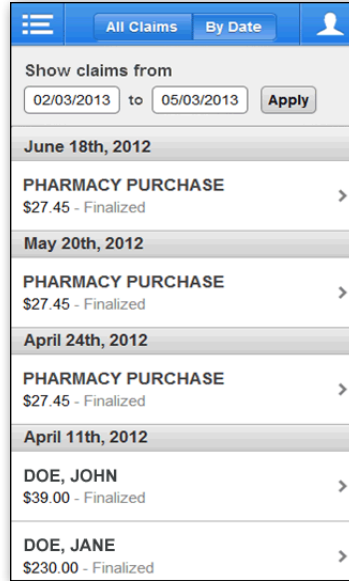 All Claims By Date
Show claims from
02/03/2013 to 05/03/2013 Apply
June 18th, 2012
PHARMACY PURCHASE
$27.45 - Finalized
May 20th, 2012
PHARMACY PURCHASE
$27.45 - Finalized
April 24th, 2012
PHARMACY PURCHASE
$27.45 - Finalized
April 11th, 2012
DOE, JOHN
$39.00 - Finalized
DOE, JANE
$230.00 - Finalized